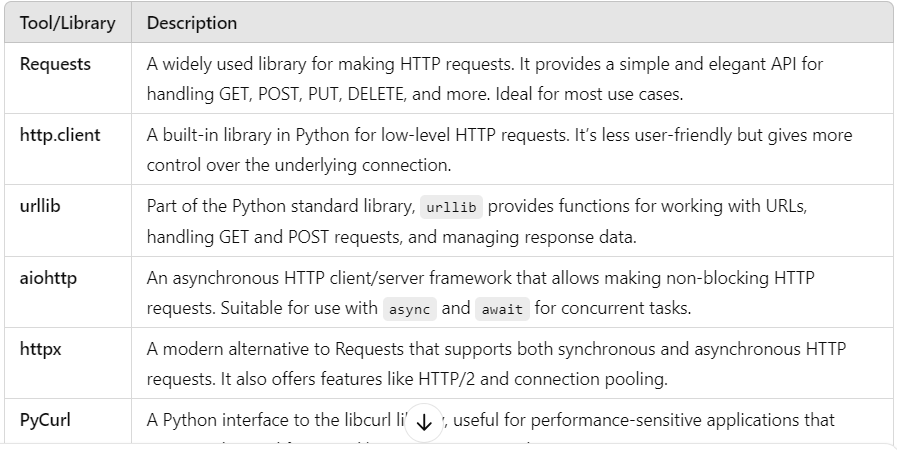 Tool/Library Description
Requests A widely used library for making HTTP requests. It provides a simple and elegant API for
handling GET, POST, PUT, DELETE, and more. Ideal for most use cases.
http.client A built-in library in Python for low-level HTTP requests. It’s less user-friendly but gives more
control over the underlying connection.
urllib Part of the Python standard library, urllib provides functions for working with URLs,
handling GET and POST requests, and managing response data.
aiohttp An asynchronous HTTP client/server framework that allows making non-blocking HTTP
requests. Suitable for use with async and await for concurrent tasks.
httpx A modern alternative to Requests that supports both synchronous and asynchronous HTTP
requests. It also offers features like HTTP/2 and connection pooling.
PyCurl A Python interface to the libcurl , useful for performance-sensitive applications that